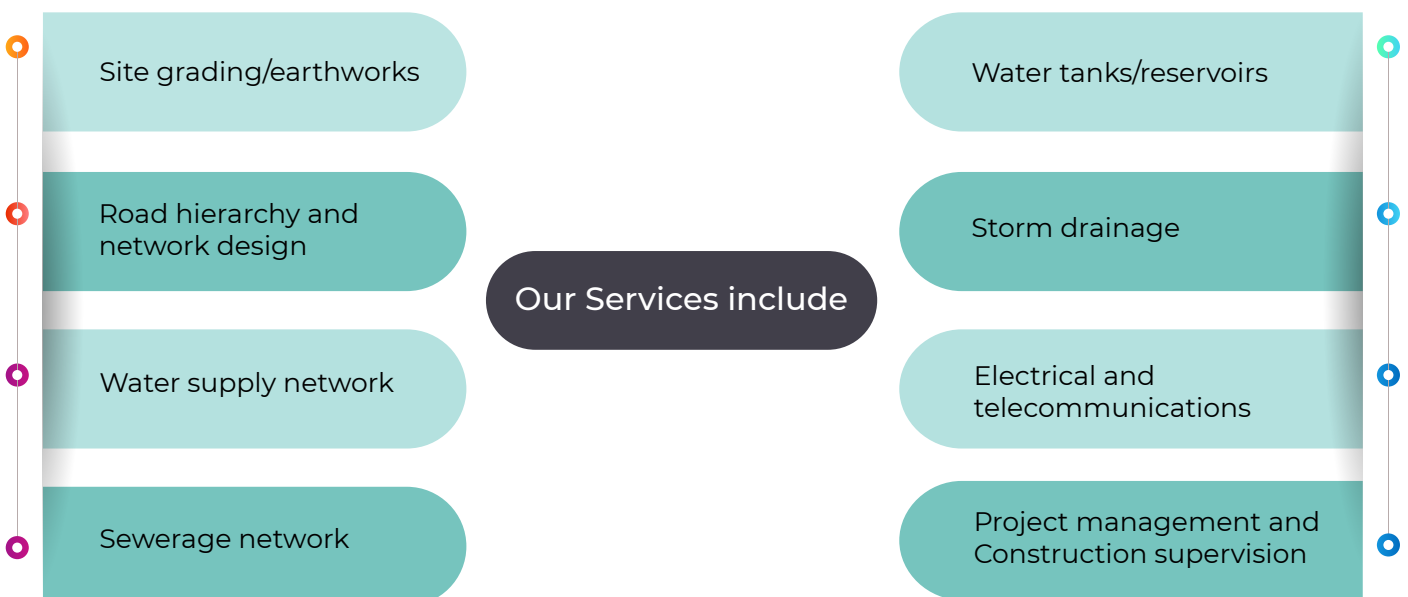 Site grading/earthworks
Road hierarchy and
network design
Water supply network
Sewerage network
Our Services include
Water tanks/reservoirs
Storm drainage
Electrical and
telecommunications
Project management and
Construction supervision